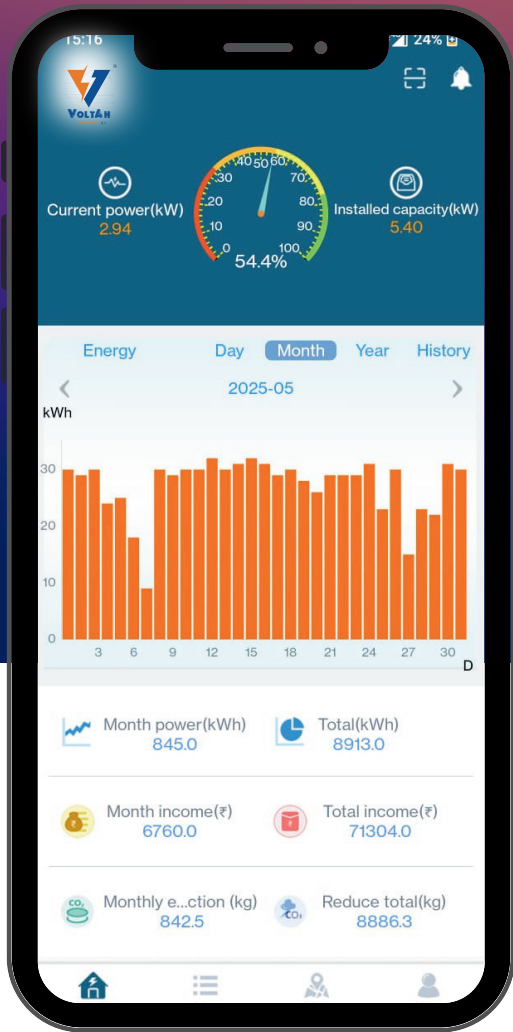 15:16
24%
VOLTAH
Current power(kW)
2.94
0 10 20 30 40 50 60 70 80 90 100
54.4%
Installed capacity(kW)
5.40
Energy Day Month Year History
2025-05
kWh
30
20
10
0
3 6 9 12 15 18 21 24 27 30
D
Month power(kWh)
845.0
Total(kWh)
8913.0
Month income(₹)
6760.0
Total income(₹)
71304.0
CO₂
Monthly e...ction (kg)
842.5
Reduce total(kg)
8886.3